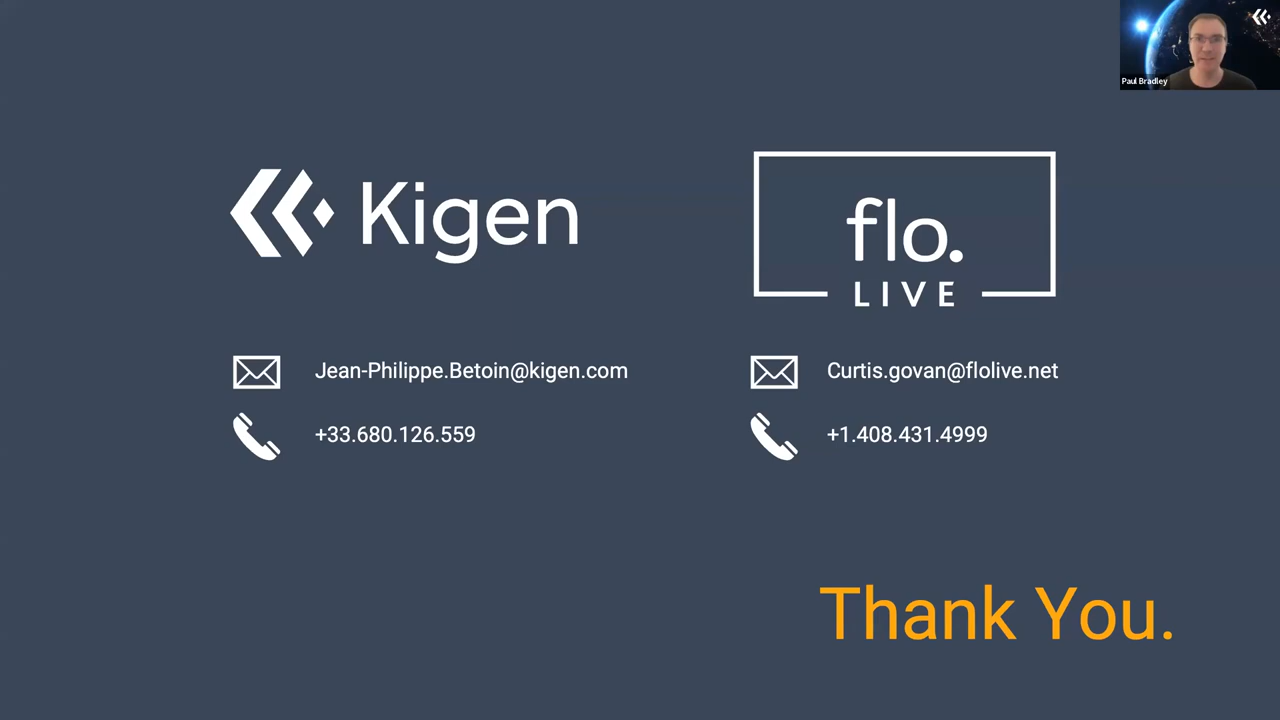 Paul Bradley
Kigen
flo.
LIVE
Jean-Philippe.Betoin@kigen.com
+33.680.126.559
Curtis.govan@flolive.net
+1.408.431.4999
Thank You.